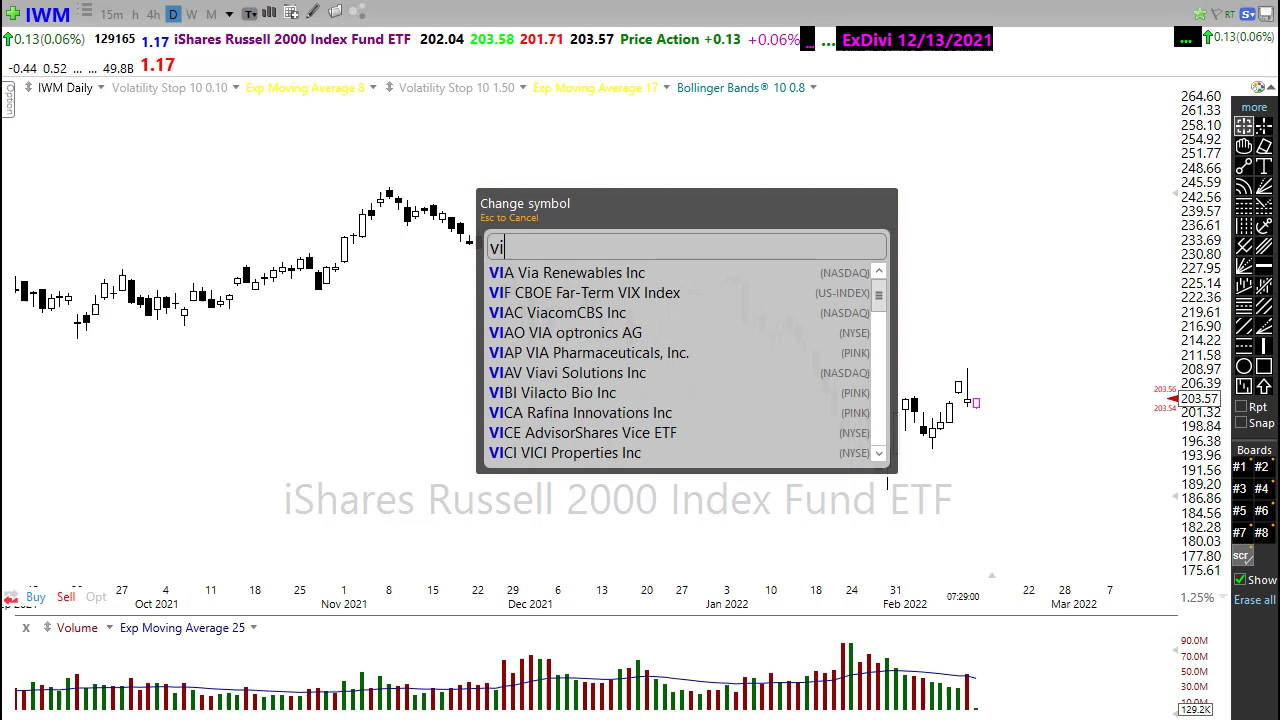 IWM 15m h 4h D W M T RT S
0.13(0.06%) 129165 1.17 iShares Russell 2000 Index Fund ETF 202.04 203.58 201.71 203.57 Price Action +0.13 +0.06% ... ... ExDivi 12/13/2021 ... 0.13(0.06%)
-0.44 0.52 ... ... 49.8B 1.17
Option
IWM Daily Volatility Stop 10 0.10 Exp Moving Average 8 Volatility Stop 10 1.50 Exp Moving Average 17 Bollinger Bands® 10 0.8
Change symbol
Esc to Cancel
vi
VIA Via Renewables Inc (NASDAQ)
VIF CBOE Far-Term VIX Index (US-INDEX)
VIAC ViacomCBS Inc (NASDAQ)
VIAO VIA optronics AG (NYSE)
VIAP VIA Pharmaceuticals, Inc. (PINK)
VIAV Viavi Solutions Inc (NASDAQ)
VIBI Vilacto Bio Inc (PINK)
VICA Rafina Innovations Inc (PINK)
VICE AdvisorShares Vice ETF (NYSE)
VICI VICI Properties Inc (NYSE)
iShares Russell 2000 Index Fund ETF
264.60
261.33
258.10
254.92
251.77
248.66
245.59
242.56
239.57
236.61
233.69
230.80
227.95
225.14
222.36
219.61
216.90
214.22
211.58
208.97
206.39
203.56
203.57
203.54
201.32
198.84
196.38
193.96
191.56
189.20
186.86
184.56
182.28
180.03
177.80
175.61
1.25%
more
T
Rpt
Snap
Boards
#1 #2
#3 #4
#5 #6
#7 #8
scr
Show
Erase all
Buy Sell Opt
27 4 11 18 25 1 8 15 22 29 6 13 20 27 3 10 18 24 31 07:29:00 22 28 7
Oct 2021 Nov 2021 Dec 2021 Jan 2022 Feb 2022 Mar 2022
x Volume Exp Moving Average 25
90.0M
70.0M
50.0M
30.0M
10.0M
129.2K